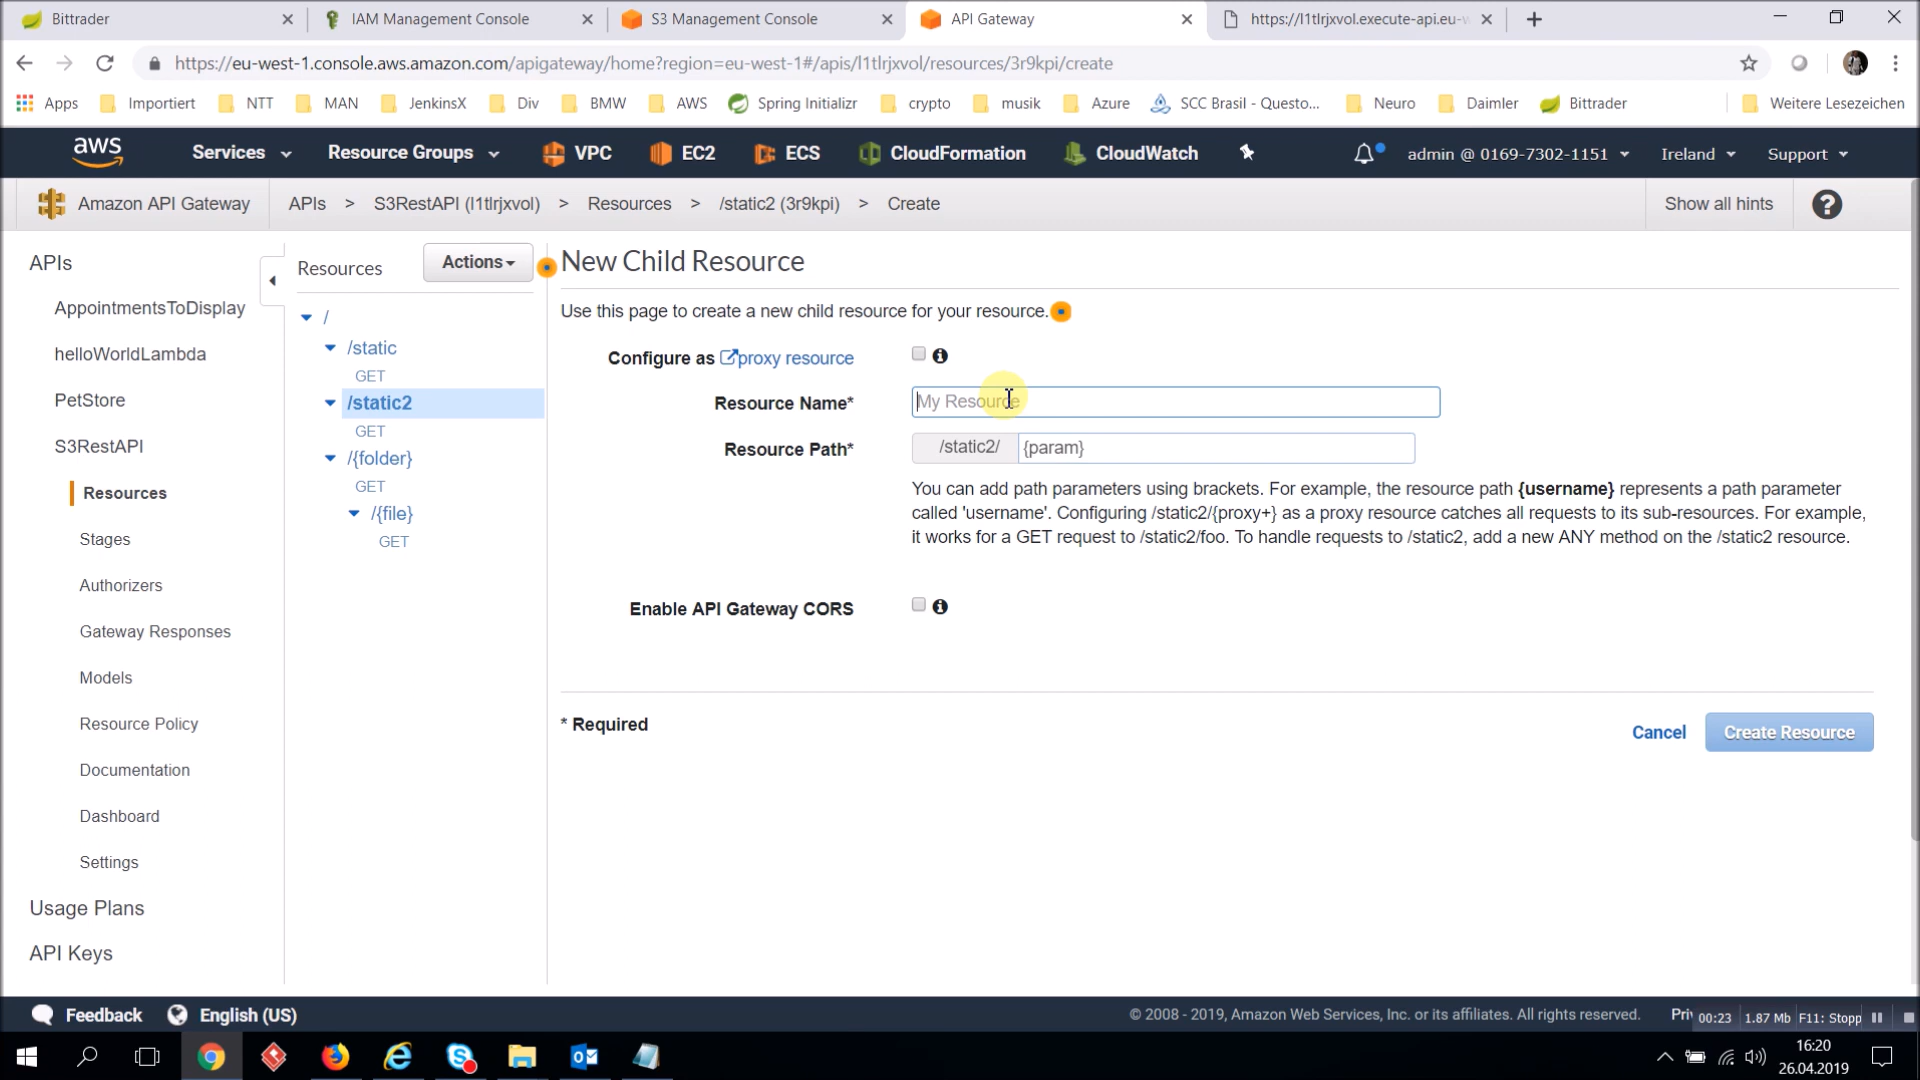 Bittrader
IAM Management Console
S3 Management Console
API Gateway
https://l1tlrjxvol.execute-api.eu-w
https://eu-west-1.console.aws.amazon.com/apigateway/home?region=eu-west-1#/apis/l1tlrjxvol/resources/3r9kpi/create
Apps Importiert NTT MAN JenkinsX Div BMW AWS Spring Initializr crypto musik Azure SCC Brasil - Questo... Neuro Daimler Bittrader Weitere Lesezeichen
aws Services Resource Groups VPC EC2 ECS CloudFormation CloudWatch admin @ 0169-7302-1151 Ireland Support
Amazon API Gateway APIs > S3RestAPI (l1tlrjxvol) > Resources > /static2 (3r9kpi) > Create Show all hints ?
APIs
AppointmentsToDisplay
helloWorldLambda
PetStore
S3RestAPI
Resources
Stages
Authorizers
Gateway Responses
Models
Resource Policy
Documentation
Dashboard
Settings
Usage Plans
API Keys
Resources Actions
/
/static
GET
/static2
GET
/{folder}
GET
/{file}
GET
New Child Resource
Use this page to create a new child resource for your resource.
Configure as proxy resource
Resource Name* My Resource
Resource Path* /static2/ {param}
You can add path parameters using brackets. For example, the resource path {username} represents a path parameter
called 'username'. Configuring /static2/{proxy+} as a proxy resource catches all requests to its sub-resources. For example,
it works for a GET request to /static2/foo. To handle requests to /static2, add a new ANY method on the /static2 resource.
Enable API Gateway CORS
* Required
Cancel Create Resource
Feedback English (US) © 2008 - 2019, Amazon Web Services, Inc. or its affiliates. All rights reserved. Pri 00:23 1.87 Mb F11: Stopp
16:20
26.04.2019